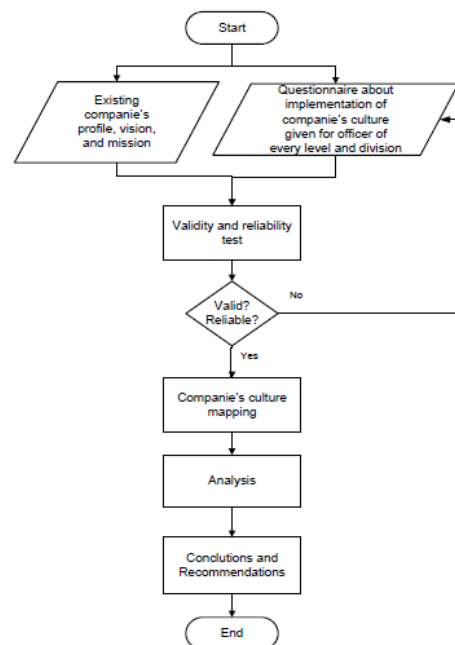 Start
Existing
companie's
profile, vision,
and mission
Questionnaire about
implementation of
companie's culture
given for officer of
every level and division
Validity and reliability
test
Valid?
Reliable?
No
Yes
Companie's culture
mapping
Analysis
Conclutions and
Recommendations
End